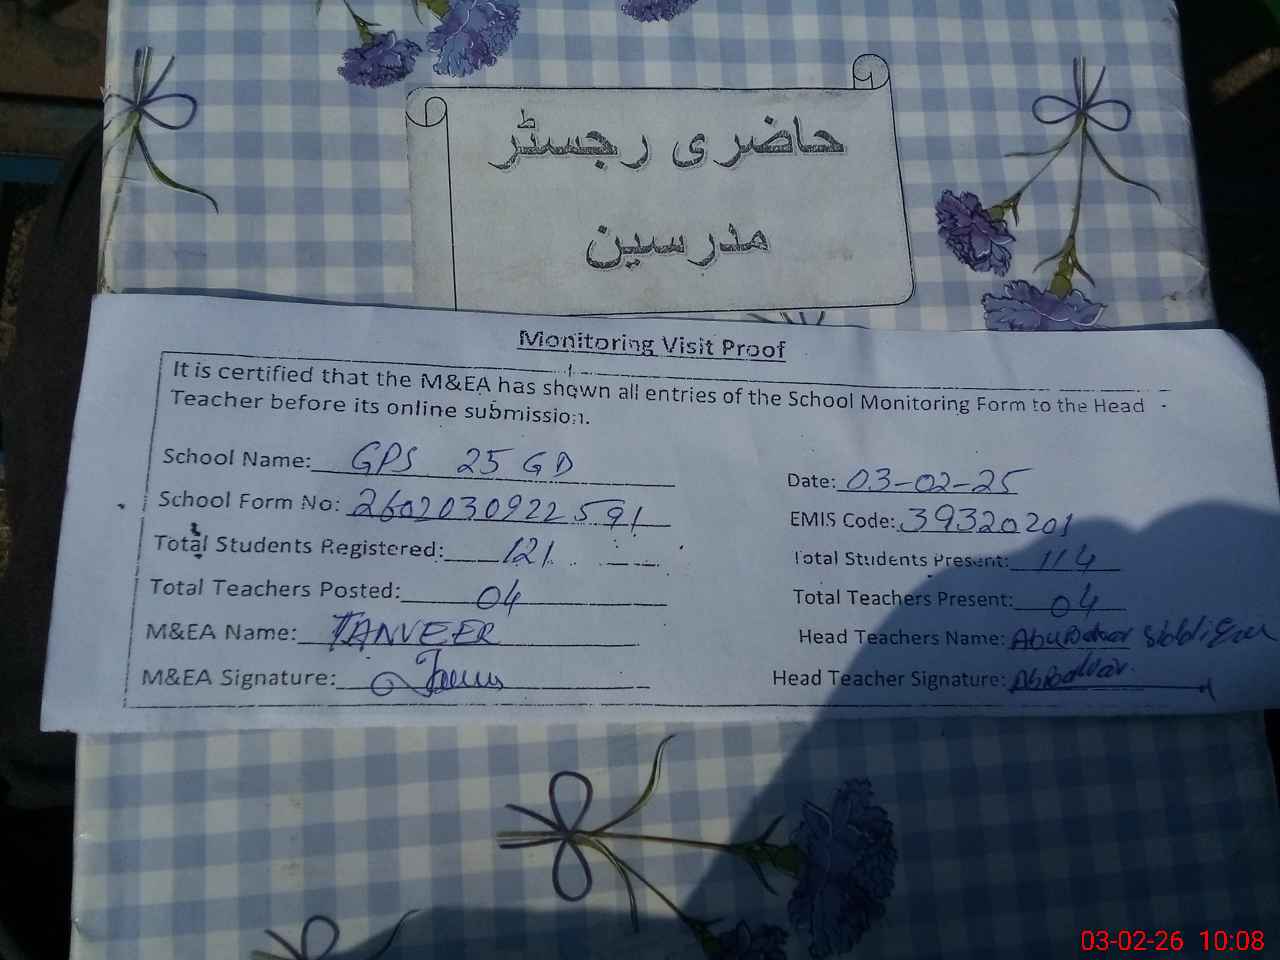 حاضری رجسٹر
مدرسین
Monitoring Visit Proof
It is certified that the M&EA has shown all entries of the School Monitoring Form to the Head
Teacher before its online submission.
School Name: GPS 25 GD
Date: 03-02-25
School Form No: 2602030922591
EMIS Code: 39320201
Total Students Registered: 121
Total Students Present: 114
Total Teachers Posted: 04
Total Teachers Present: 04
M&EA Name: TANVEER
Head Teachers Name: AbuBakar
M&EA Signature:
Head Teacher Signature:
03-02-26 10:08